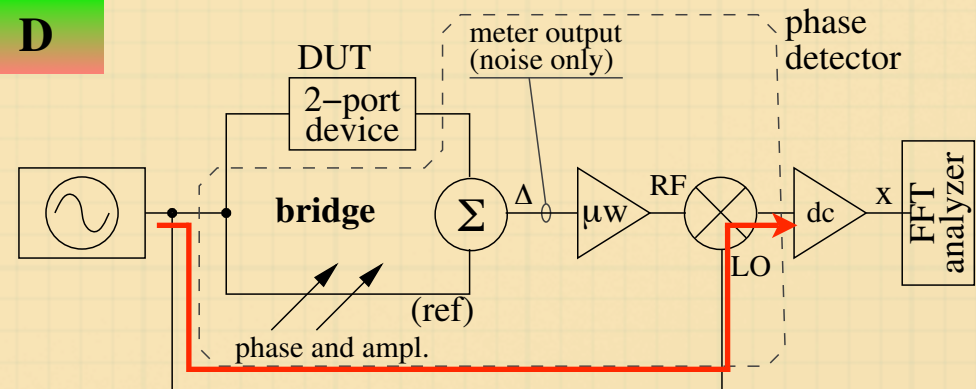 D
DUT
2−port
device
meter output
(noise only)
phase
detector
bridge
Σ
Δ
μw
RF
LO
dc
x
FFT
analyzer
(ref)
phase and ampl.